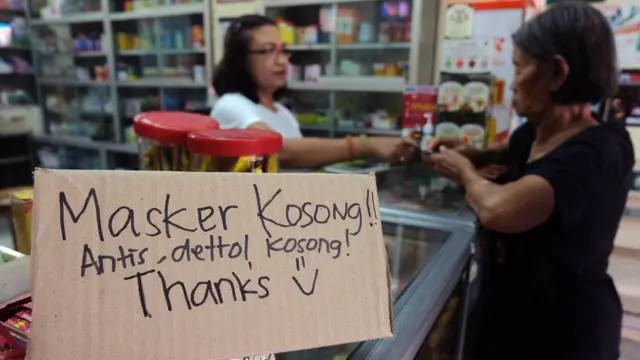 Masker Kosong!!
Antis, dettol kosong!
Thanks